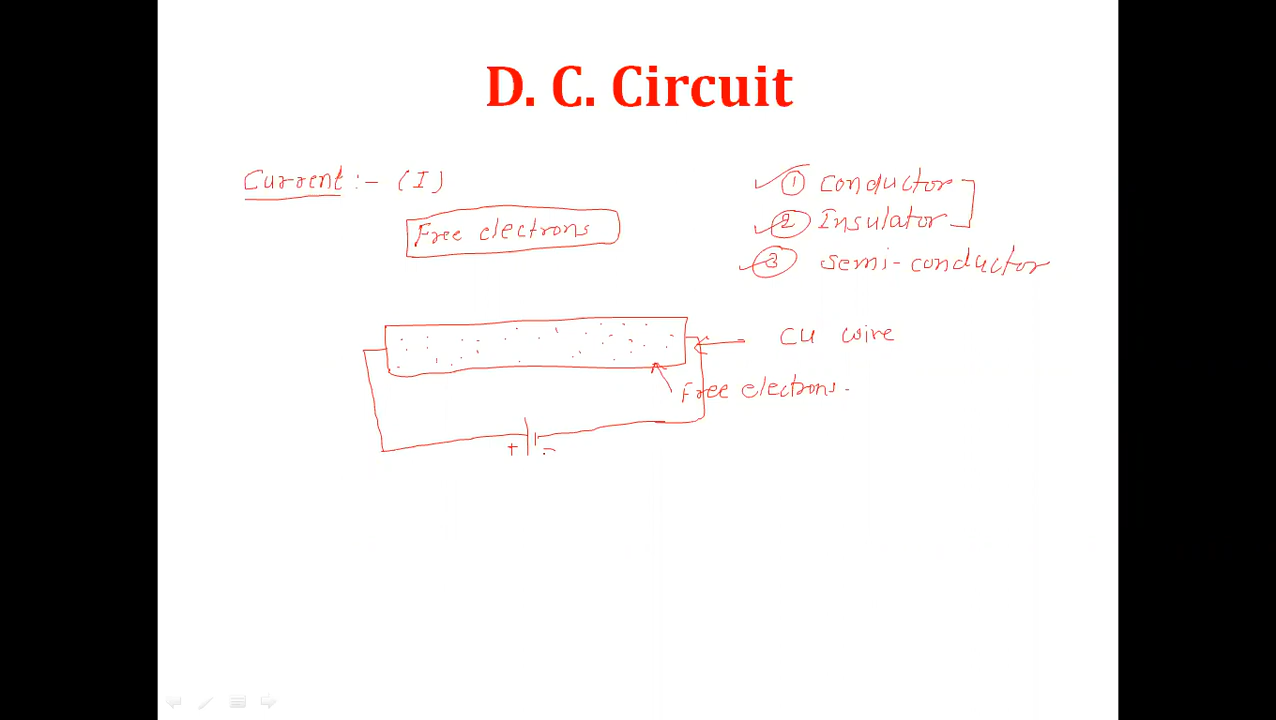 D. C. Circuit
Current :- (I)
Free electrons
① conductor
② Insulator
③ semi-conductor
CU wire
Free electrons.
+ -